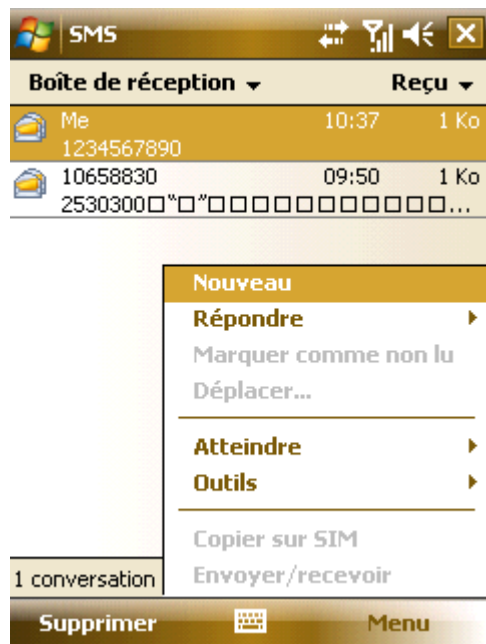 SMS
Boîte de réception Reçu
Me 10:37 1 Ko
1234567890
10658830 09:50 1 Ko
2530300□“□”□□□□□□□□□□□...
Nouveau
Répondre
Marquer comme non lu
Déplacer...
Atteindre
Outils
Copier sur SIM
Envoyer/recevoir
1 conversation
Supprimer Menu